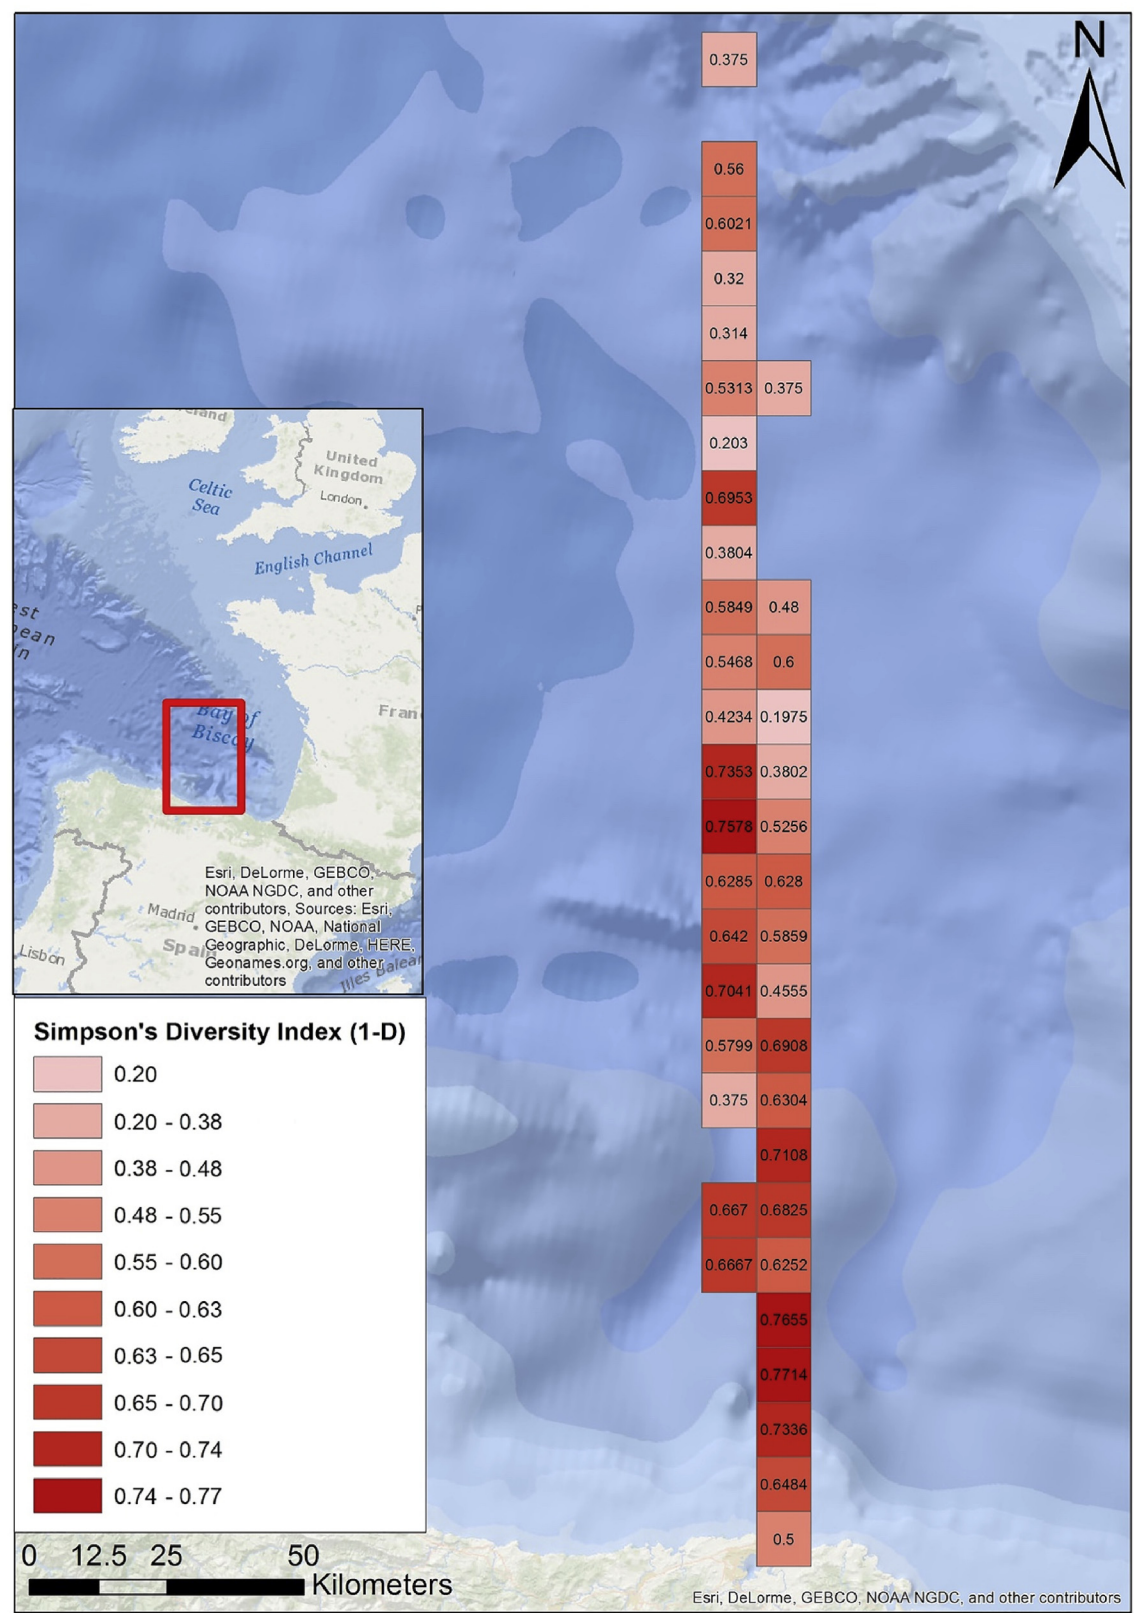 N
0.375
0.56
0.6021
0.32
0.314
0.5313 0.375
0.203
0.6953
0.3804
0.5849 0.48
0.5468 0.6
0.4234 0.1975
0.7353 0.3802
0.7578 0.5256
0.6285 0.628
0.642 0.5859
0.7041 0.4555
0.5799 0.6908
0.375 0.6304
0.7108
0.667 0.6825
0.6667 0.6252
0.7655
0.7714
0.7336
0.6484
0.5
eland
United
Kingdom
London
Celtic
Sea
English Channel
est
ean
n
Fran
Bay of
Biscay
Madrid
Spain
Lisbon
Illes Balear
Esri, DeLorme, GEBCO,
NOAA NGDC, and other
contributors, Sources: Esri,
GEBCO, NOAA, National
Geographic, DeLorme, HERE,
Geonames.org, and other
contributors
Simpson's Diversity Index (1-D)
0.20
0.20 - 0.38
0.38 - 0.48
0.48 - 0.55
0.55 - 0.60
0.60 - 0.63
0.63 - 0.65
0.65 - 0.70
0.70 - 0.74
0.74 - 0.77
0 12.5 25 50
Kilometers
Esri, DeLorme, GEBCO, NOAA NGDC, and other contributors